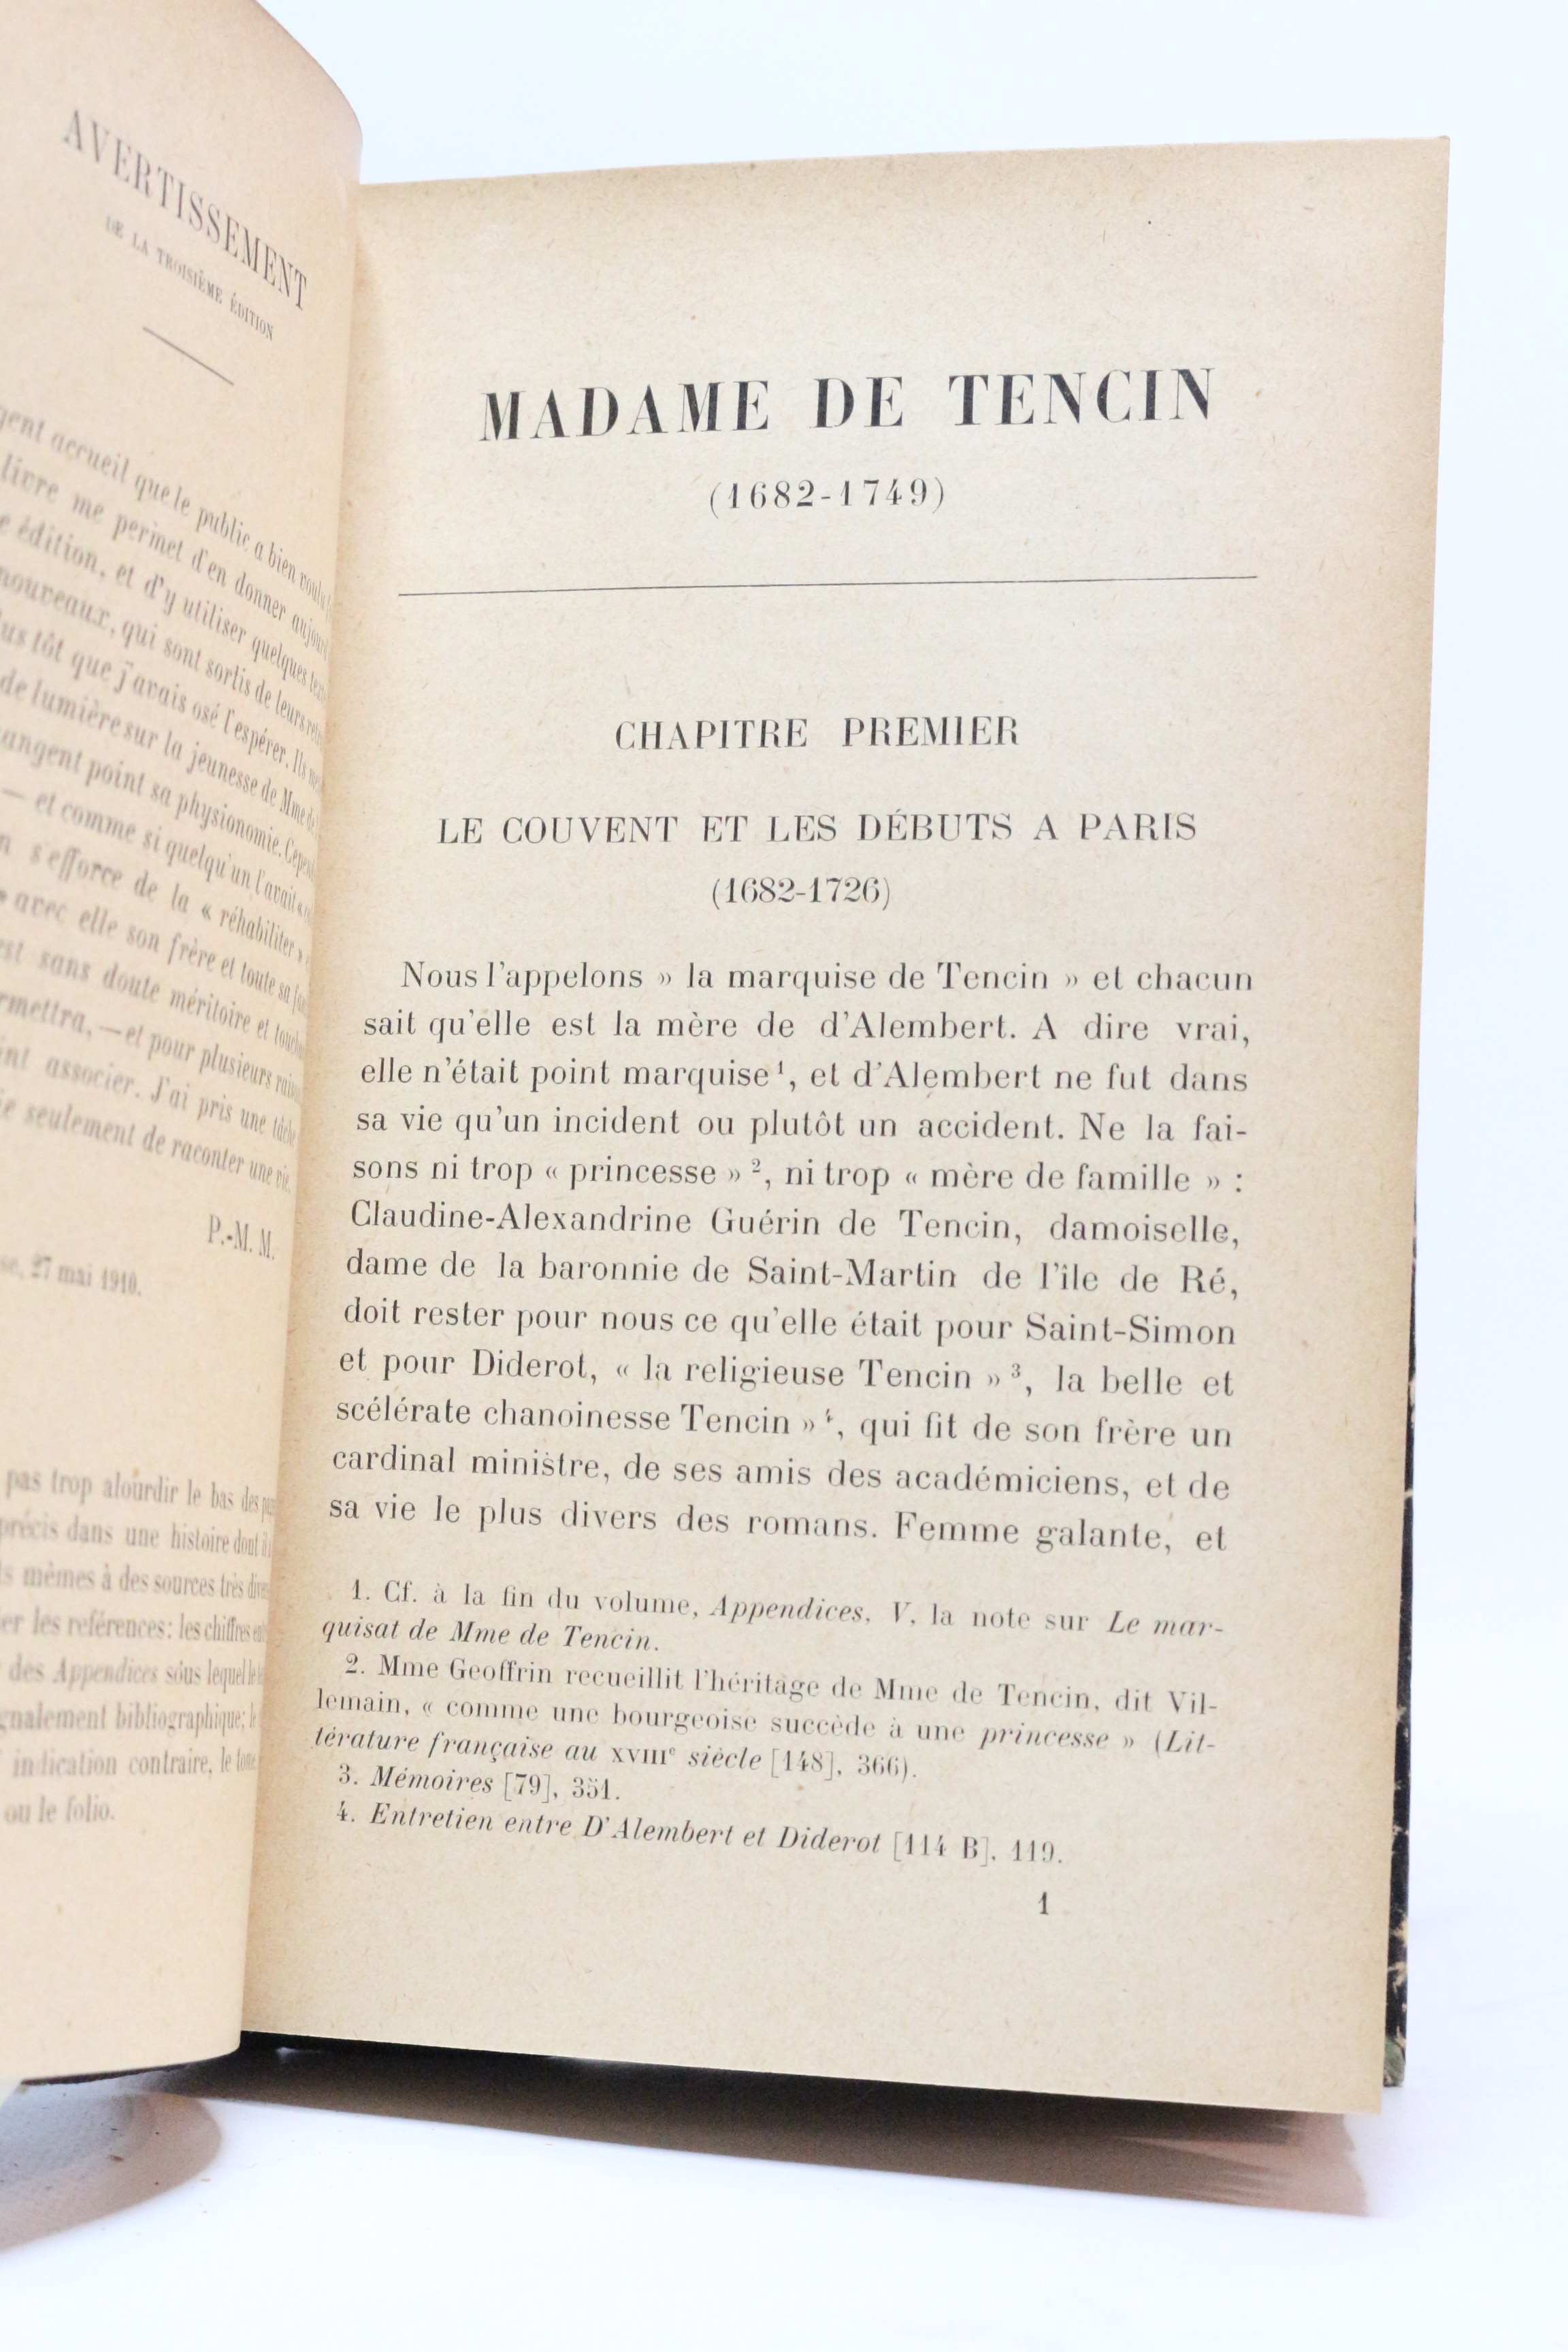 AVERTISSEMENT
DE LA TROISIÈME ÉDITION
accueil que le public a bien voulu
livre me permet d'en donner
édition, et d'y utiliser quelques
nouveaux, qui sont sortis de leurs
tôt que j'avais osé l'espérer. Ils
de lumière sur la jeunesse de Mme de
point sa physionomie.
— et comme si quelqu'un l'avait
s'efforce de la « réhabiliter »
avec elle son frère et toute sa
sans doute méritoire et
— et pour plusieurs
associer. J'ai pris une tâche
seulement de raconter une vie.
P.-M. M.
27 mai 1910.
pas trop alourdir le bas des
précis dans une histoire dont
mêmes à des sources très
les références : les chiffres
des Appendices sous lequel
bibliographique;
indication contraire, le tome
ou le folio.
MADAME DE TENCIN
(1682-1749)
CHAPITRE PREMIER
LE COUVENT ET LES DÉBUTS A PARIS
(1682-1726)
Nous l'appelons » la marquise de Tencin » et chacun
sait qu'elle est la mère de d'Alembert. A dire vrai,
elle n'était point marquise¹, et d'Alembert ne fut dans
sa vie qu'un incident ou plutôt un accident. Ne la fai-
sons ni trop « princesse »², ni trop « mère de famille » :
Claudine-Alexandrine Guérin de Tencin, damoiselle,
dame de la baronnie de Saint-Martin de l'île de Ré,
doit rester pour nous ce qu'elle était pour Saint-Simon
et pour Diderot, « la religieuse Tencin »³, la belle et
scélérate chanoinesse Tencin »⁴, qui fit de son frère un
cardinal ministre, de ses amis des académiciens, et de
sa vie le plus divers des romans. Femme galante, et
1. Cf. à la fin du volume, Appendices, V, la note sur Le mar-
quisat de Mme de Tencin.
2. Mme Geoffrin recueillit l'héritage de Mme de Tencin, dit Vil-
lemain, « comme une bourgeoise succède à une princesse » (Lit-
térature française au XVIIIe siècle [148], 366).
3. Mémoires [79], 351.
4. Entretien entre D'Alembert et Diderot [114 B], 119.
1